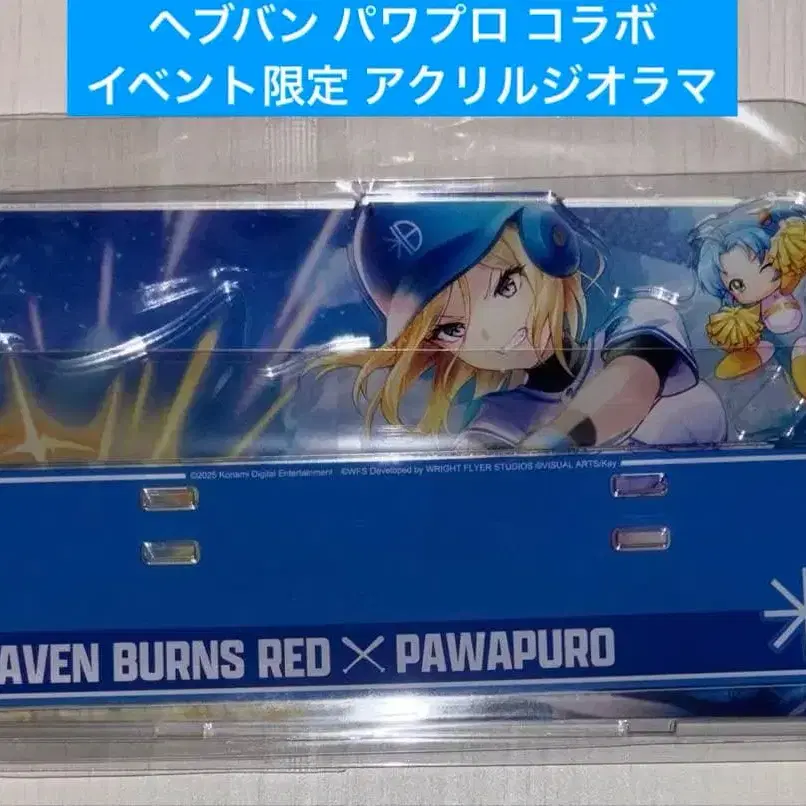 ヘブバン パワプロ コラボ
イベント限定 アクリルジオラマ
©2025 Konami Digital Entertainment ©WFS Developed by WRIGHT FLYER STUDIOS ©VISUAL ARTS/Key
AVEN BURNS RED × PAWAPURO